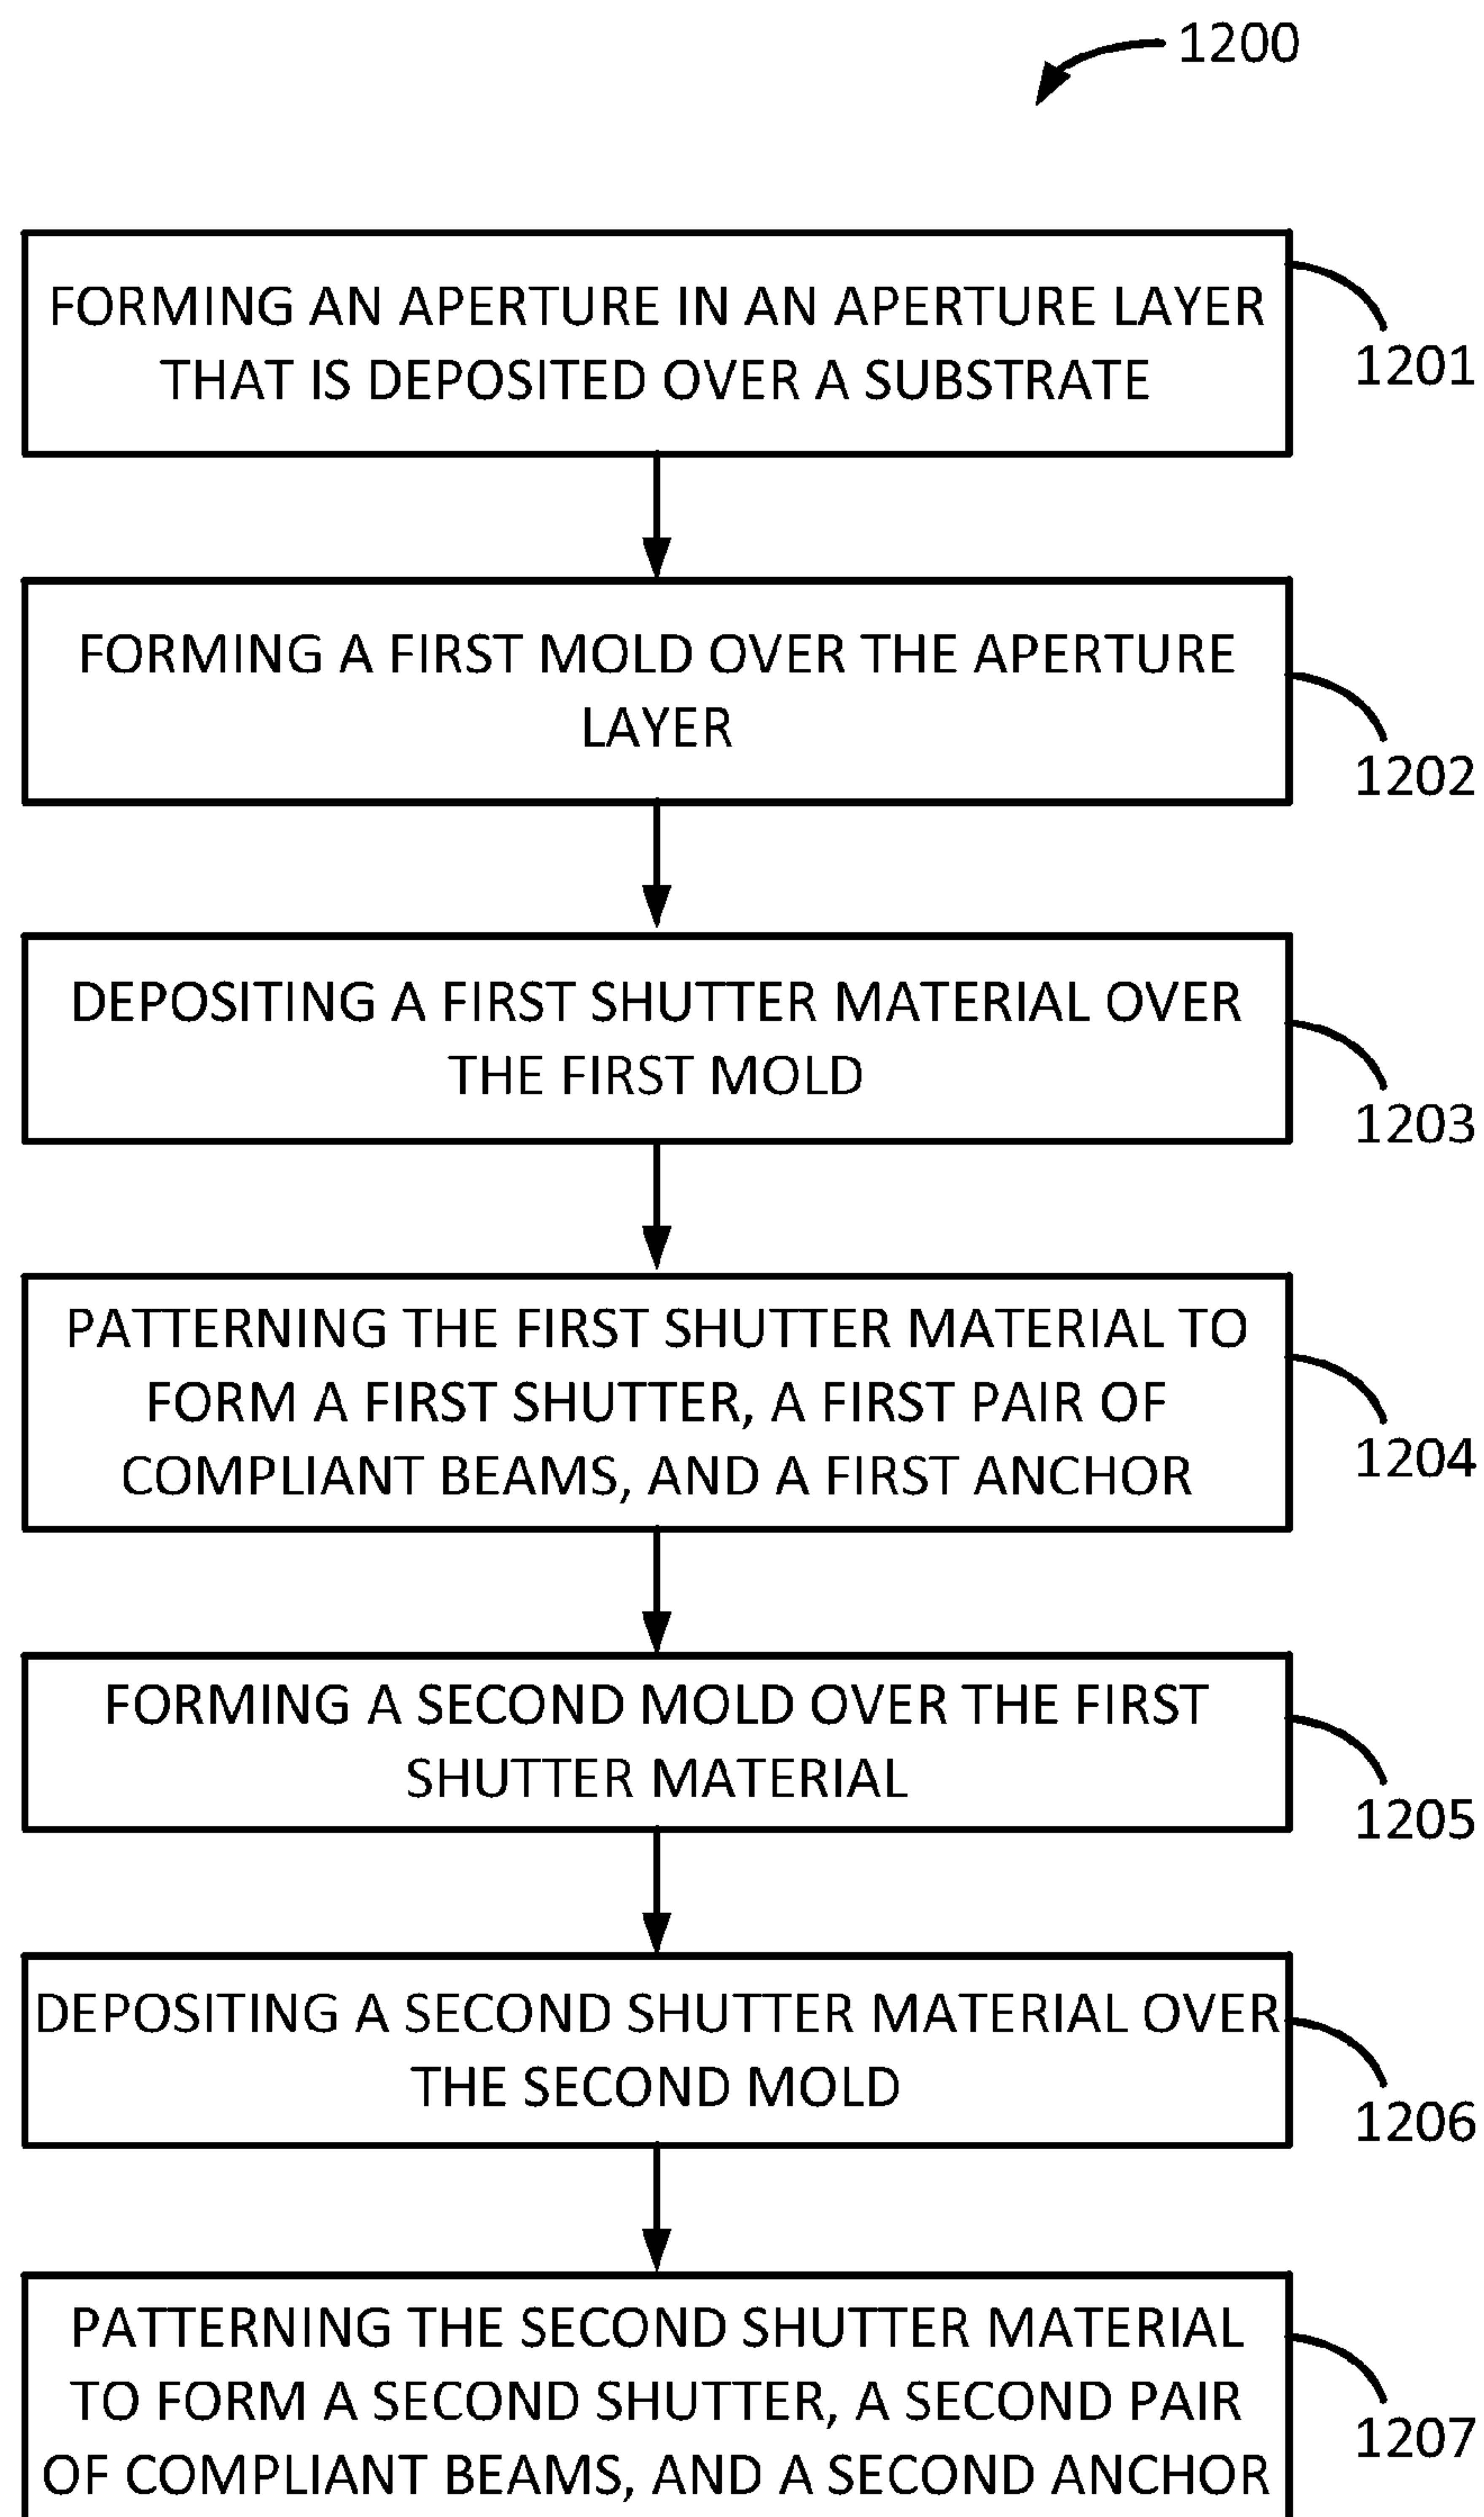 1200
FORMING AN APERTURE IN AN APERTURE LAYER
THAT IS DEPOSITED OVER A SUBSTRATE
1201
FORMING A FIRST MOLD OVER THE APERTURE
LAYER
1202
DEPOSITING A FIRST SHUTTER MATERIAL OVER
THE FIRST MOLD
1203
PATTERNING THE FIRST SHUTTER MATERIAL TO
FORM A FIRST SHUTTER, A FIRST PAIR OF
COMPLIANT BEAMS, AND A FIRST ANCHOR
1204
FORMING A SECOND MOLD OVER THE FIRST
SHUTTER MATERIAL
1205
DEPOSITING A SECOND SHUTTER MATERIAL OVER
THE SECOND MOLD
1206
PATTERNING THE SECOND SHUTTER MATERIAL
TO FORM A SECOND SHUTTER, A SECOND PAIR
OF COMPLIANT BEAMS, AND A SECOND ANCHOR
1207